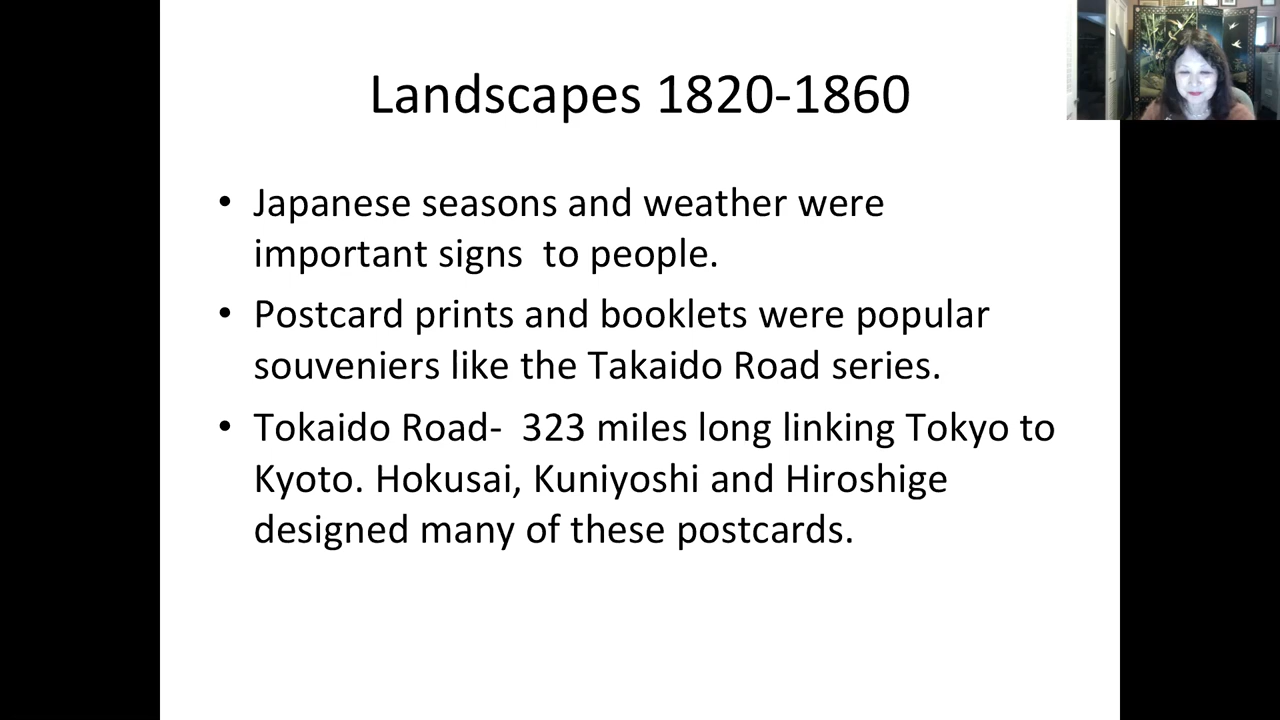 Landscapes 1820-1860
• Japanese seasons and weather were
important signs  to people.
• Postcard prints and booklets were popular
souveniers like the Takaido Road series.
• Tokaido Road-  323 miles long linking Tokyo to
Kyoto. Hokusai, Kuniyoshi and Hiroshige
designed many of these postcards.